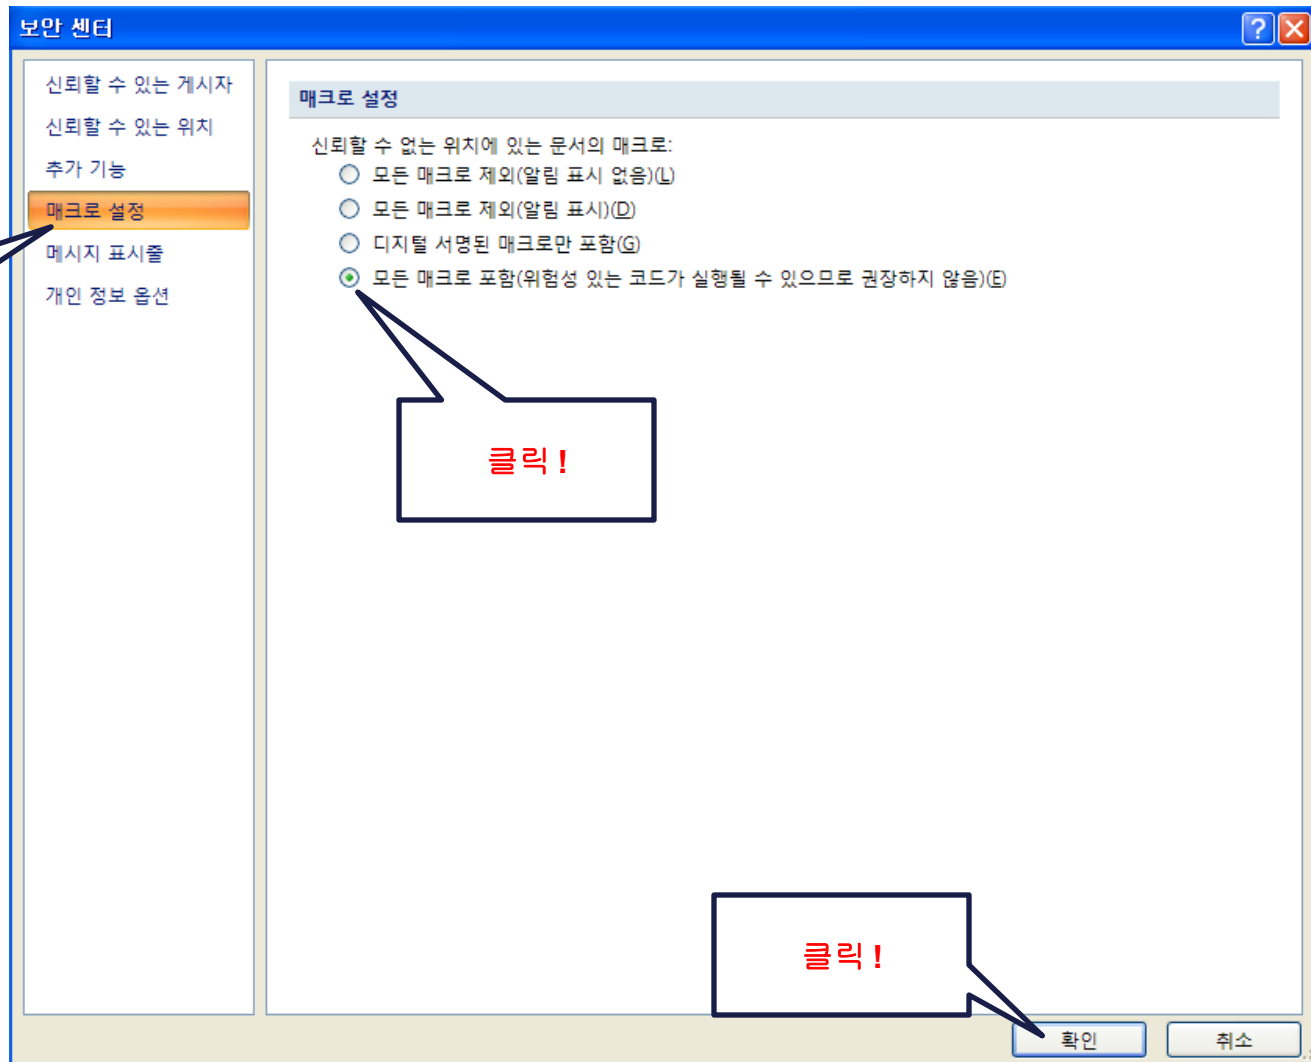 보안 센터
신뢰할 수 있는 게시자
신뢰할 수 있는 위치
추가 기능
매크로 설정
메시지 표시줄
개인 정보 옵션
매크로 설정
신뢰할 수 없는 위치에 있는 문서의 매크로:
모든 매크로 제외(알림 표시 없음)(L)
모든 매크로 제외(알림 표시)(D)
디지털 서명된 매크로만 포함(G)
모든 매크로 포함(위험성 있는 코드가 실행될 수 있으므로 권장하지 않음)(E)
클릭!
클릭!
확인
취소